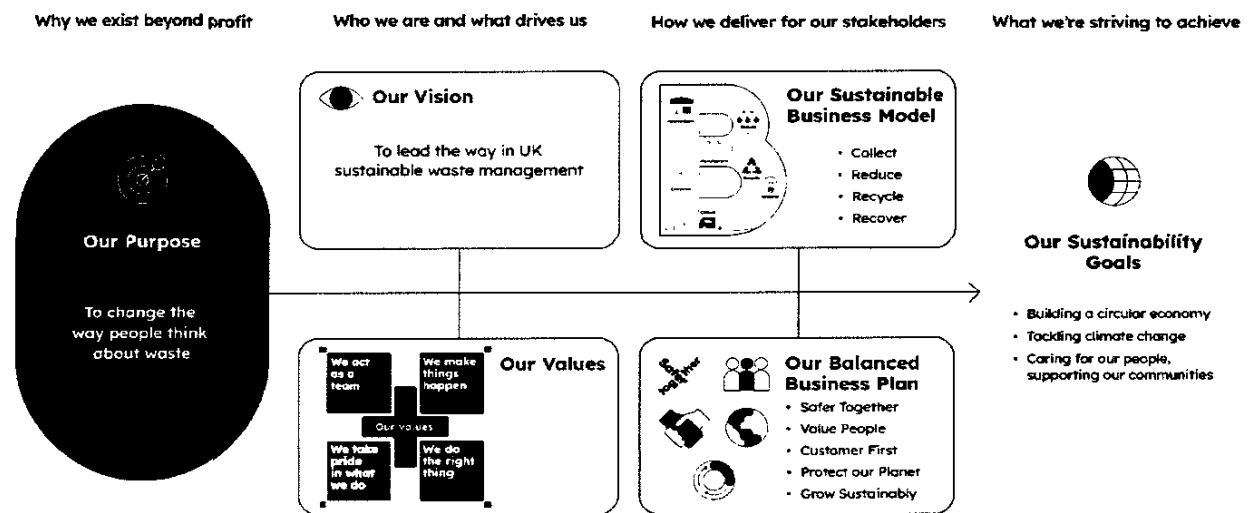 Why we exist beyond profit
Who we are and what drives us
How we deliver for our stakeholders
What we're striving to achieve
Our Purpose
To change the
way people think
about waste
Our Vision
To lead the way in UK
sustainable waste management
Our Values
We act
as a
team
We make
things
happen
Our values
We take
pride
in what
we do
We do
the right
thing
Our Sustainable
Business Model
• Collect
• Reduce
• Recycle
• Recover
Safer
together
Our Balanced
Business Plan
• Safer Together
• Value People
• Customer First
• Protect our Planet
• Grow Sustainably
Our Sustainability
Goals
• Building a circular economy
• Tackling climate change
• Caring for our people,
supporting our communities